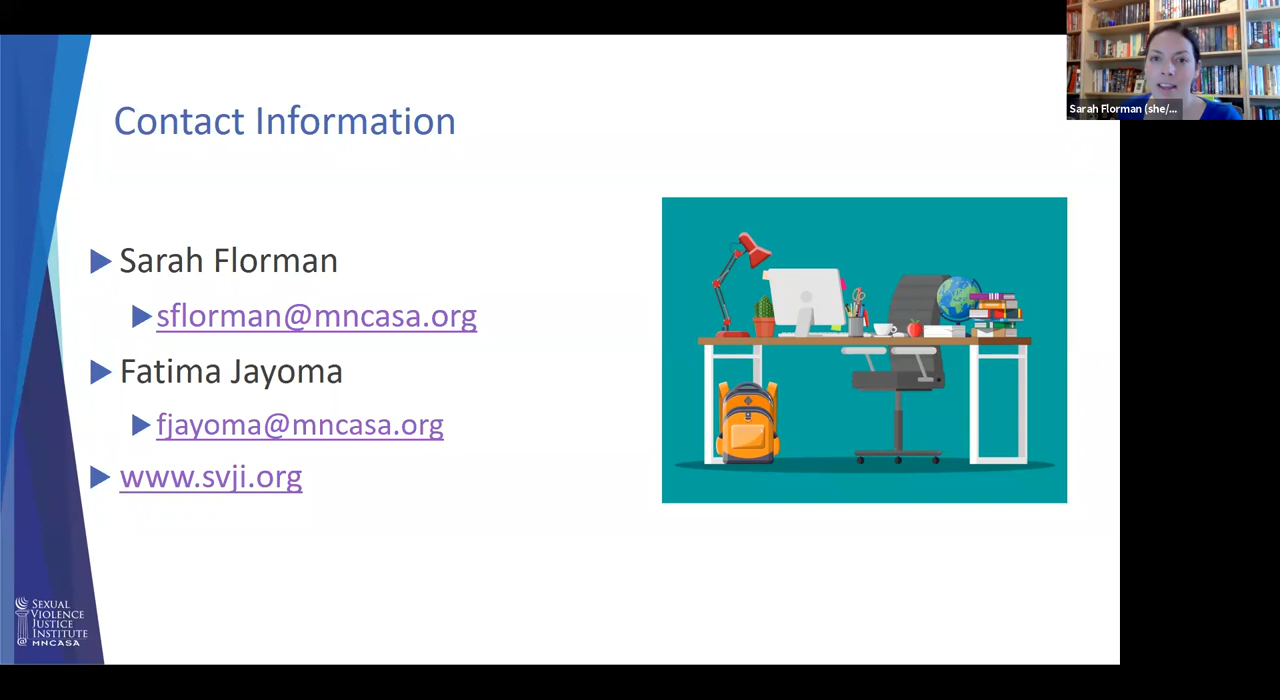 Contact Information
Sarah Florman
sflorman@mncasa.org
Fatima Jayoma
fjayoma@mncasa.org
www.svji.org
SEXUAL
VIOLENCE
JUSTICE
INSTITUTE
@ MNCASA
Sarah Florman (she/...